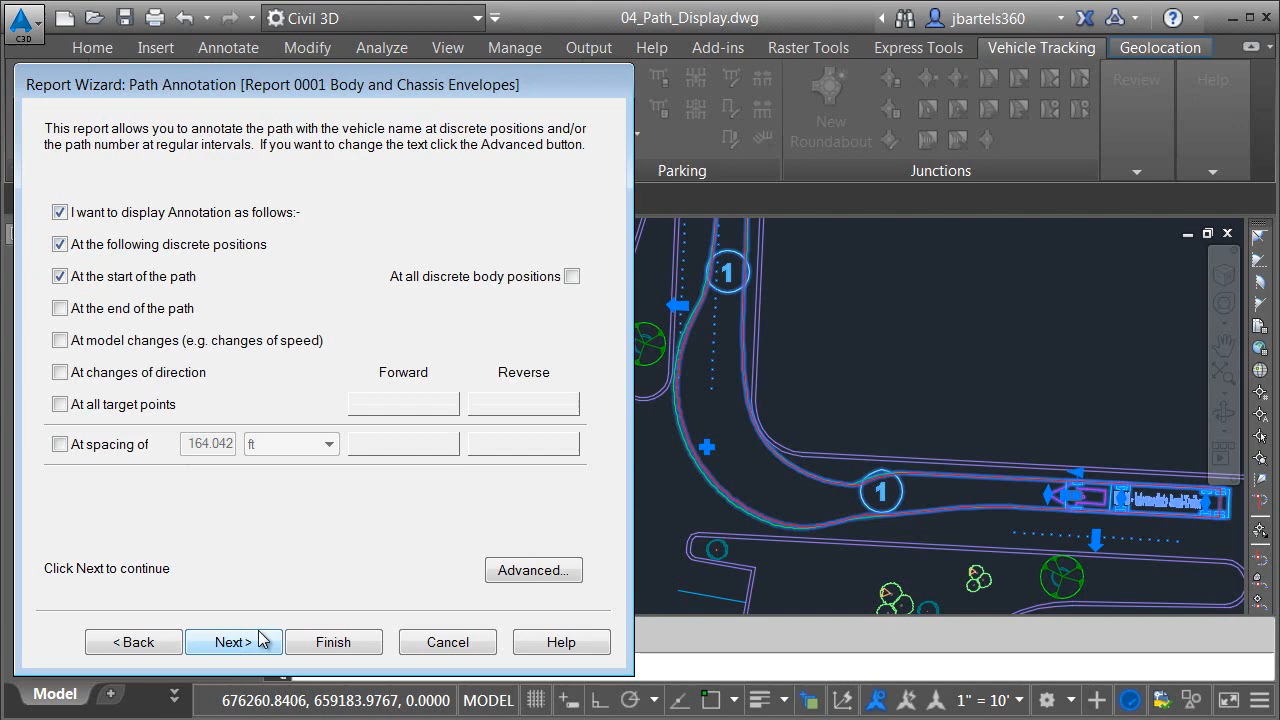 Civil 3D
04_Path_Display.dwg
jbartels360
C3D
Home Insert Annotate Modify Analyze View Manage Output Help Add-ins Raster Tools Express Tools Vehicle Tracking Geolocation
Report Wizard: Path Annotation [Report 0001 Body and Chassis Envelopes]
New
Roundabout
Review
Help
Parking
Junctions
This report allows you to annotate the path with the vehicle name at discrete positions and/or
the path number at regular intervals. If you want to change the text click the Advanced button.
I want to display Annotation as follows:-
At the following discrete positions
At the start of the path At all discrete body positions
At the end of the path
At model changes (e.g. changes of speed)
At changes of direction Forward Reverse
At all target points
At spacing of 164.042 ft
1
1
Click Next to continue
Advanced...
< Back Next > Finish Cancel Help
Model
676260.8406, 659183.9767, 0.0000 MODEL 1" = 10'